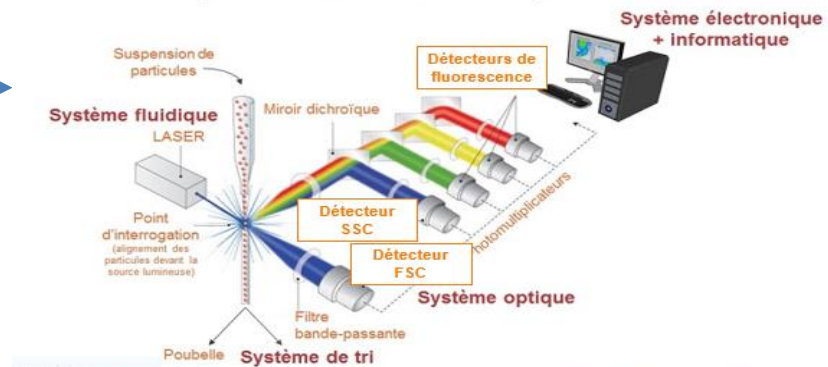 Système électronique
+ informatique
Suspension de
particules
Détecteurs de
fluorescence
Système fluidique
Miroir dichroïque
LASER
Point
d'interrogation
(alignement des
particules devant la
source lumineuse)
Détecteur
SSC
Détecteur
FSC
hotomultiplicateurs
Système optique
Filtre
bande-passante
Poubelle
Système de tri